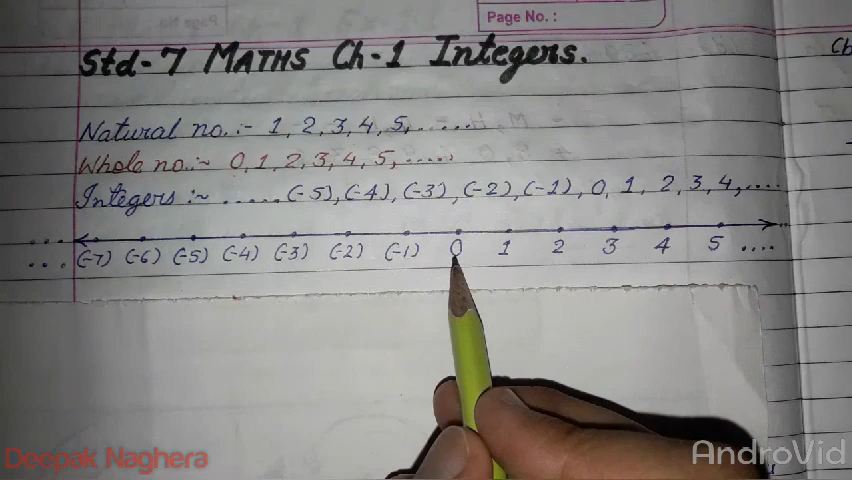 Page No. :
Std-7 MATHS Ch-1 Integers.
Natural no. :- 1, 2, 3, 4, 5, ......
Whole no. :~ 0, 1, 2, 3, 4, 5, ......
Integers :~ ...... (-5), (-4), (-3), (-2), (-1), 0, 1, 2, 3, 4, ....
... (-7) (-6) (-5) (-4) (-3) (-2) (-1) 0 1 2 3 4 5 ....
Deepak Naghera
AndroVid